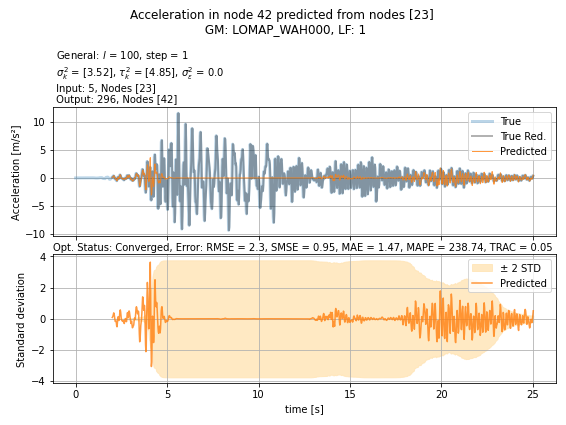 Acceleration in node 42 predicted from nodes [23]
GM: LOMAP_WAH000, LF: 1
General: l = 100, step = 1
σ²ₖ = [3.52], τ²ₖ = [4.85], σ²_ε = 0.0
Input: 5, Nodes [23]
Output: 296, Nodes [42]
Acceleration [m/s²]
10
5
0
−5
−10
True
True Red.
Predicted
Opt. Status: Converged, Error: RMSE = 2.3, SMSE = 0.95, MAE = 1.47, MAPE = 238.74, TRAC = 0.05
Standard deviation
4
2
0
−2
−4
± 2 STD
Predicted
0 5 10 15 20 25
time [s]